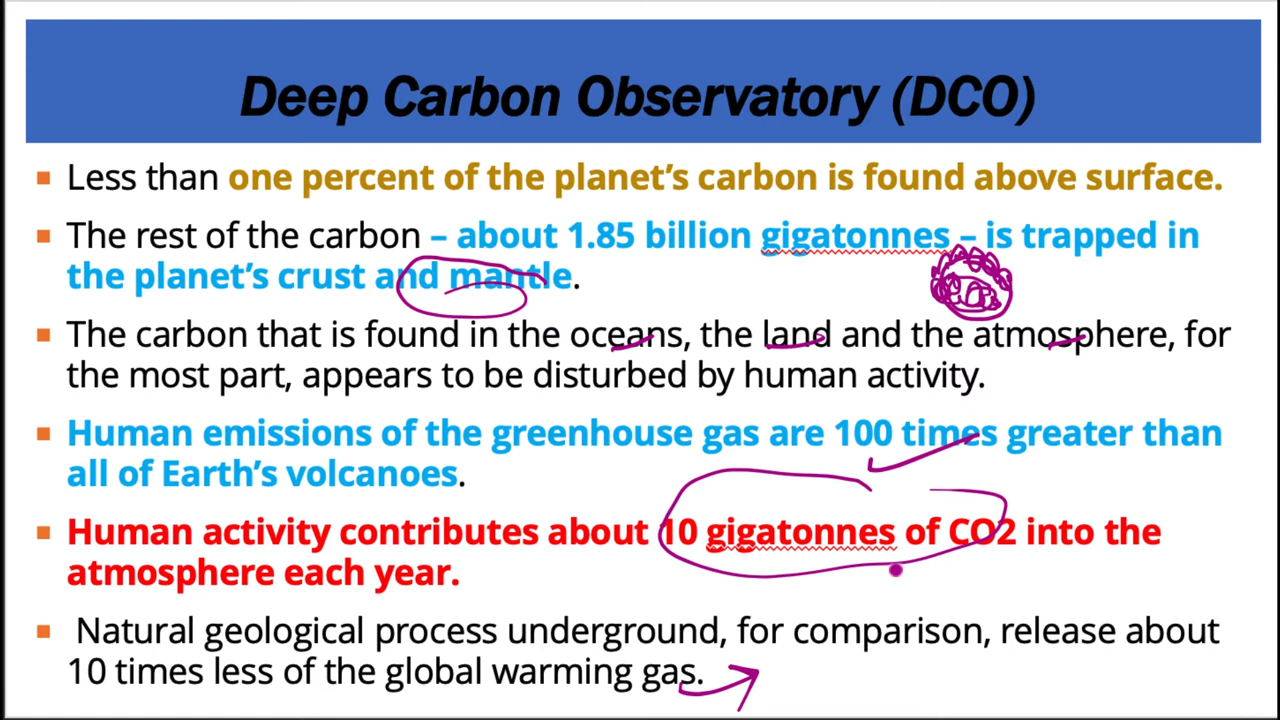 Deep Carbon Observatory (DCO)
▪ Less than one percent of the planet’s carbon is found above surface.
▪ The rest of the carbon – about 1.85 billion gigatonnes – is trapped in
the planet’s crust and mantle.
▪ The carbon that is found in the oceans, the land and the atmosphere, for
the most part, appears to be disturbed by human activity.
▪ Human emissions of the greenhouse gas are 100 times greater than
all of Earth’s volcanoes.
▪ Human activity contributes about 10 gigatonnes of CO2 into the
atmosphere each year.
▪ Natural geological process underground, for comparison, release about
10 times less of the global warming gas.